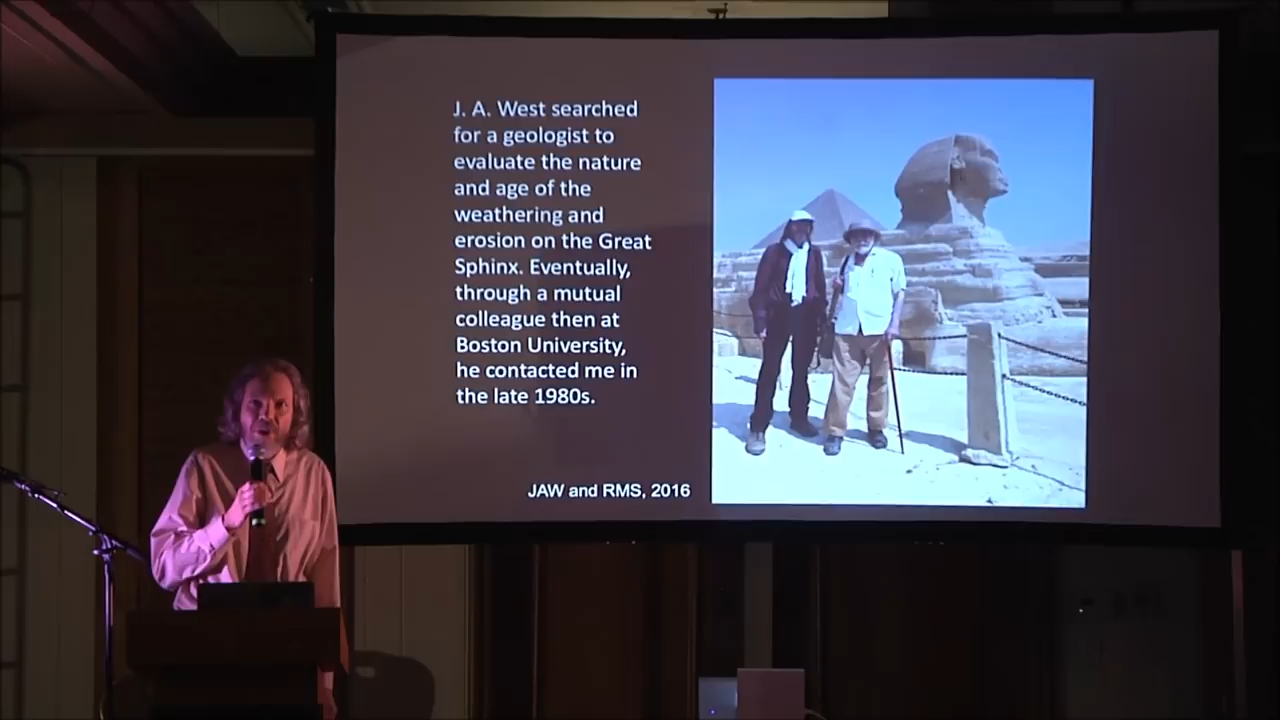 J. A. West searched
for a geologist to
evaluate the nature
and age of the
weathering and
erosion on the Great
Sphinx. Eventually,
through a mutual
colleague then at
Boston University,
he contacted me in
the late 1980s.
JAW and RMS, 2016